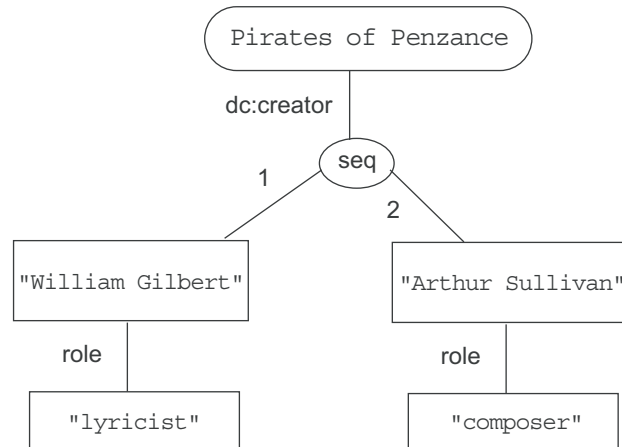 Pirates of Penzance
dc:creator
seq
1
2
"William Gilbert"
"Arthur Sullivan"
role
role
"lyricist"
"composer"